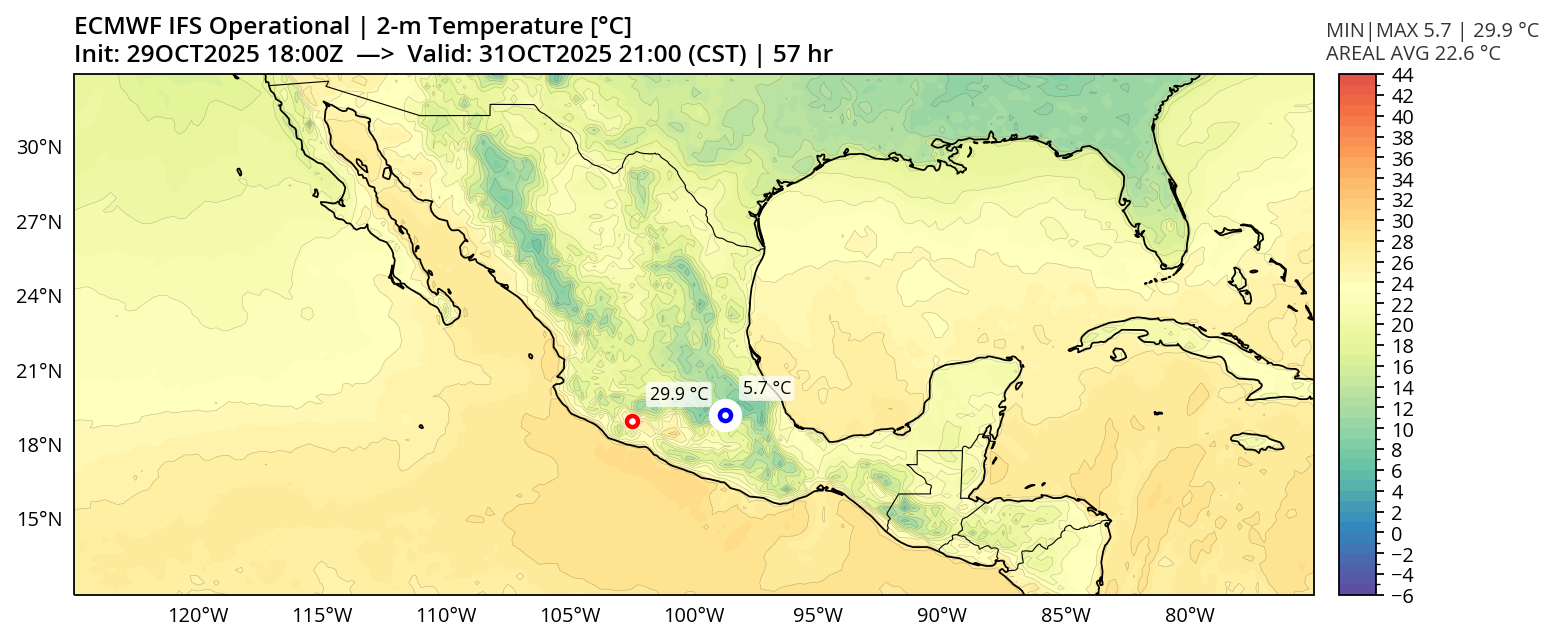 ECMWF IFS Operational | 2-m Temperature [°C]
Init: 29OCT2025 18:00Z —> Valid: 31OCT2025 21:00 (CST) | 57 hr
MIN|MAX 5.7 | 29.9 °C
AREAL AVG 22.6 °C
30°N
27°N
24°N
21°N
18°N
15°N
29.9 °C
5.7 °C
120°W
115°W
110°W
105°W
100°W
95°W
90°W
85°W
80°W
44
42
40
38
36
34
32
30
28
26
24
22
20
18
16
14
12
10
8
6
4
2
0
−2
−4
−6